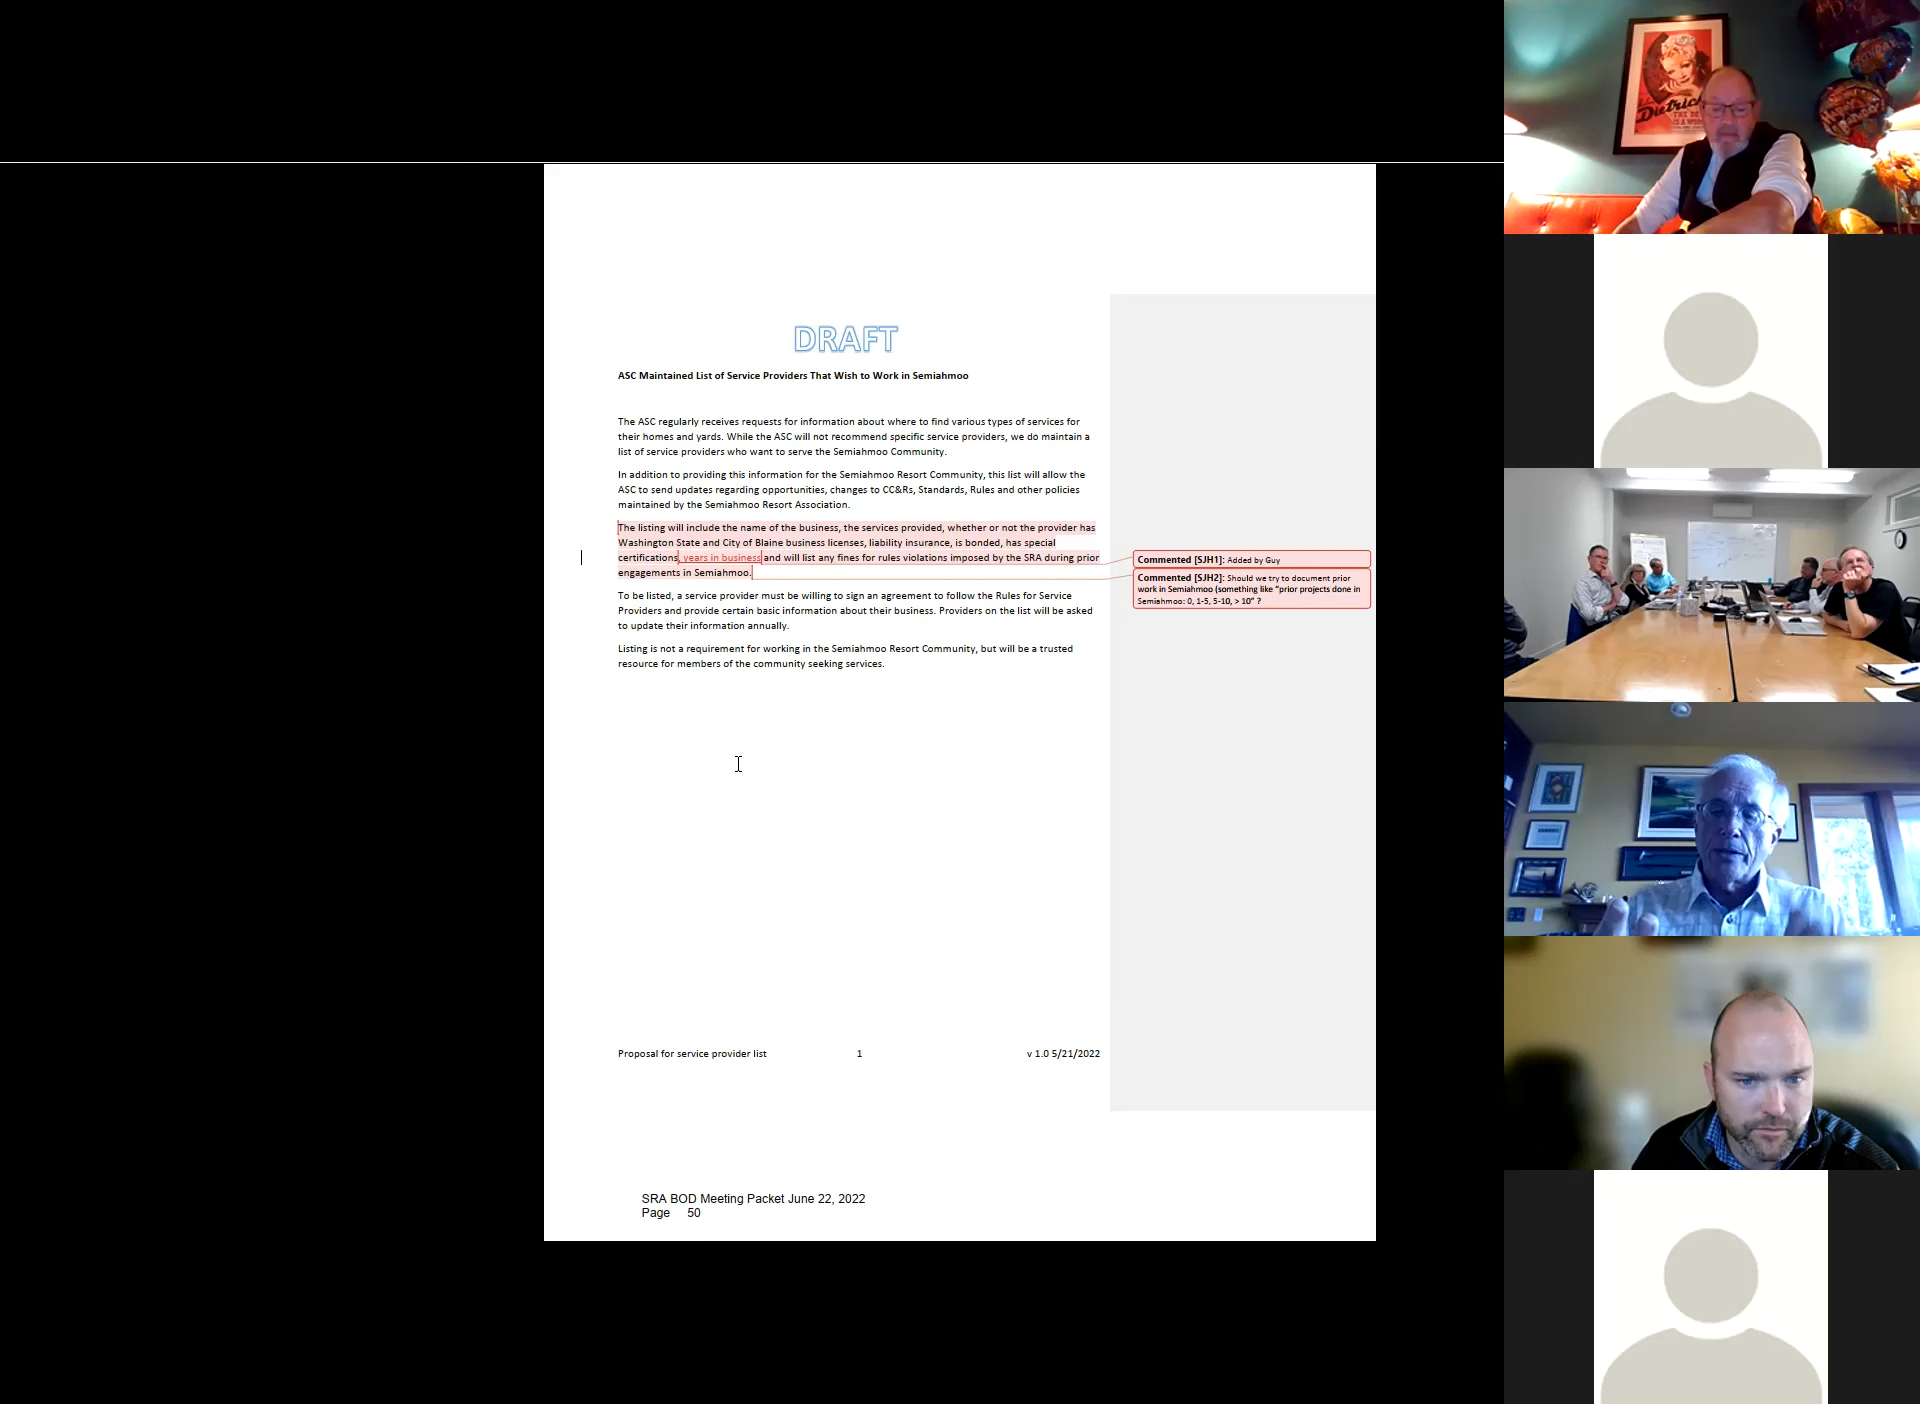 DRAFT
ASC Maintained List of Service Providers That Wish to Work in Semiahmoo
The ASC regularly receives requests for information about where to find various types of services for
their homes and yards. While the ASC will not recommend specific service providers, we do maintain a
list of service providers who want to serve the Semiahmoo Community.
In addition to providing this information for the Semiahmoo Resort Community, this list will allow the
ASC to send updates regarding opportunities, changes to CC&Rs, Standards, Rules and other policies
maintained by the Semiahmoo Resort Association.
The listing will include the name of the business, the services provided, whether or not the provider has
Washington State and City of Blaine business licenses, liability insurance, is bonded, has special
certifications, years in business and will list any fines for rules violations imposed by the SRA during prior
engagements in Semiahmoo.
To be listed, a service provider must be willing to sign an agreement to follow the Rules for Service
Providers and provide certain basic information about their business. Providers on the list will be asked
to update their information annually.
Listing is not a requirement for working in the Semiahmoo Resort Community, but will be a trusted
resource for members of the community seeking services.
Commented [SJH1]: Added by Guy
Commented [SJH2]: Should we try to document prior
work in Semiahmoo (something like “prior projects done in
Semiahmoo: 0, 1-5, 5-10, > 10” ?
Proposal for service provider list 1 v 1.0 5/21/2022
SRA BOD Meeting Packet June 22, 2022
Page 50
Dietrich